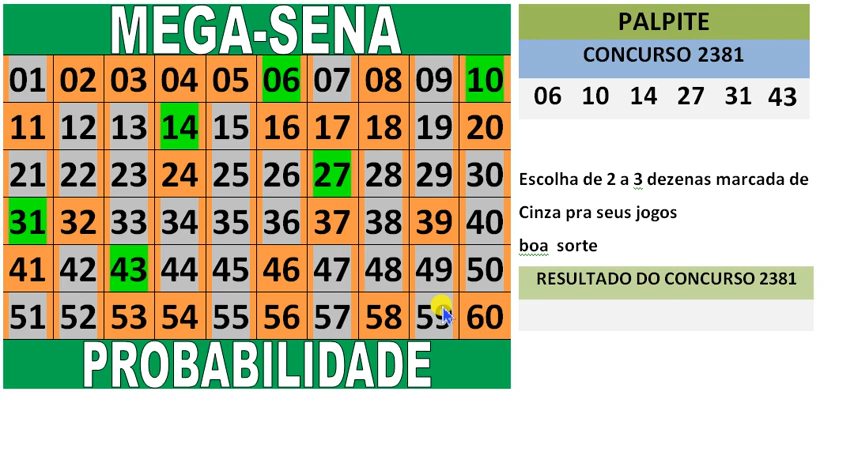 MEGA-SENA
01 02 03 04 05 06 07 08 09 10
11 12 13 14 15 16 17 18 19 20
21 22 23 24 25 26 27 28 29 30
31 32 33 34 35 36 37 38 39 40
41 42 43 44 45 46 47 48 49 50
51 52 53 54 55 56 57 58 59 60
PROBABILIDADE
PALPITE
CONCURSO 2381
06 10 14 27 31 43
Escolha de 2 a 3 dezenas marcada de
Cinza pra seus jogos
boa sorte
RESULTADO DO CONCURSO 2381